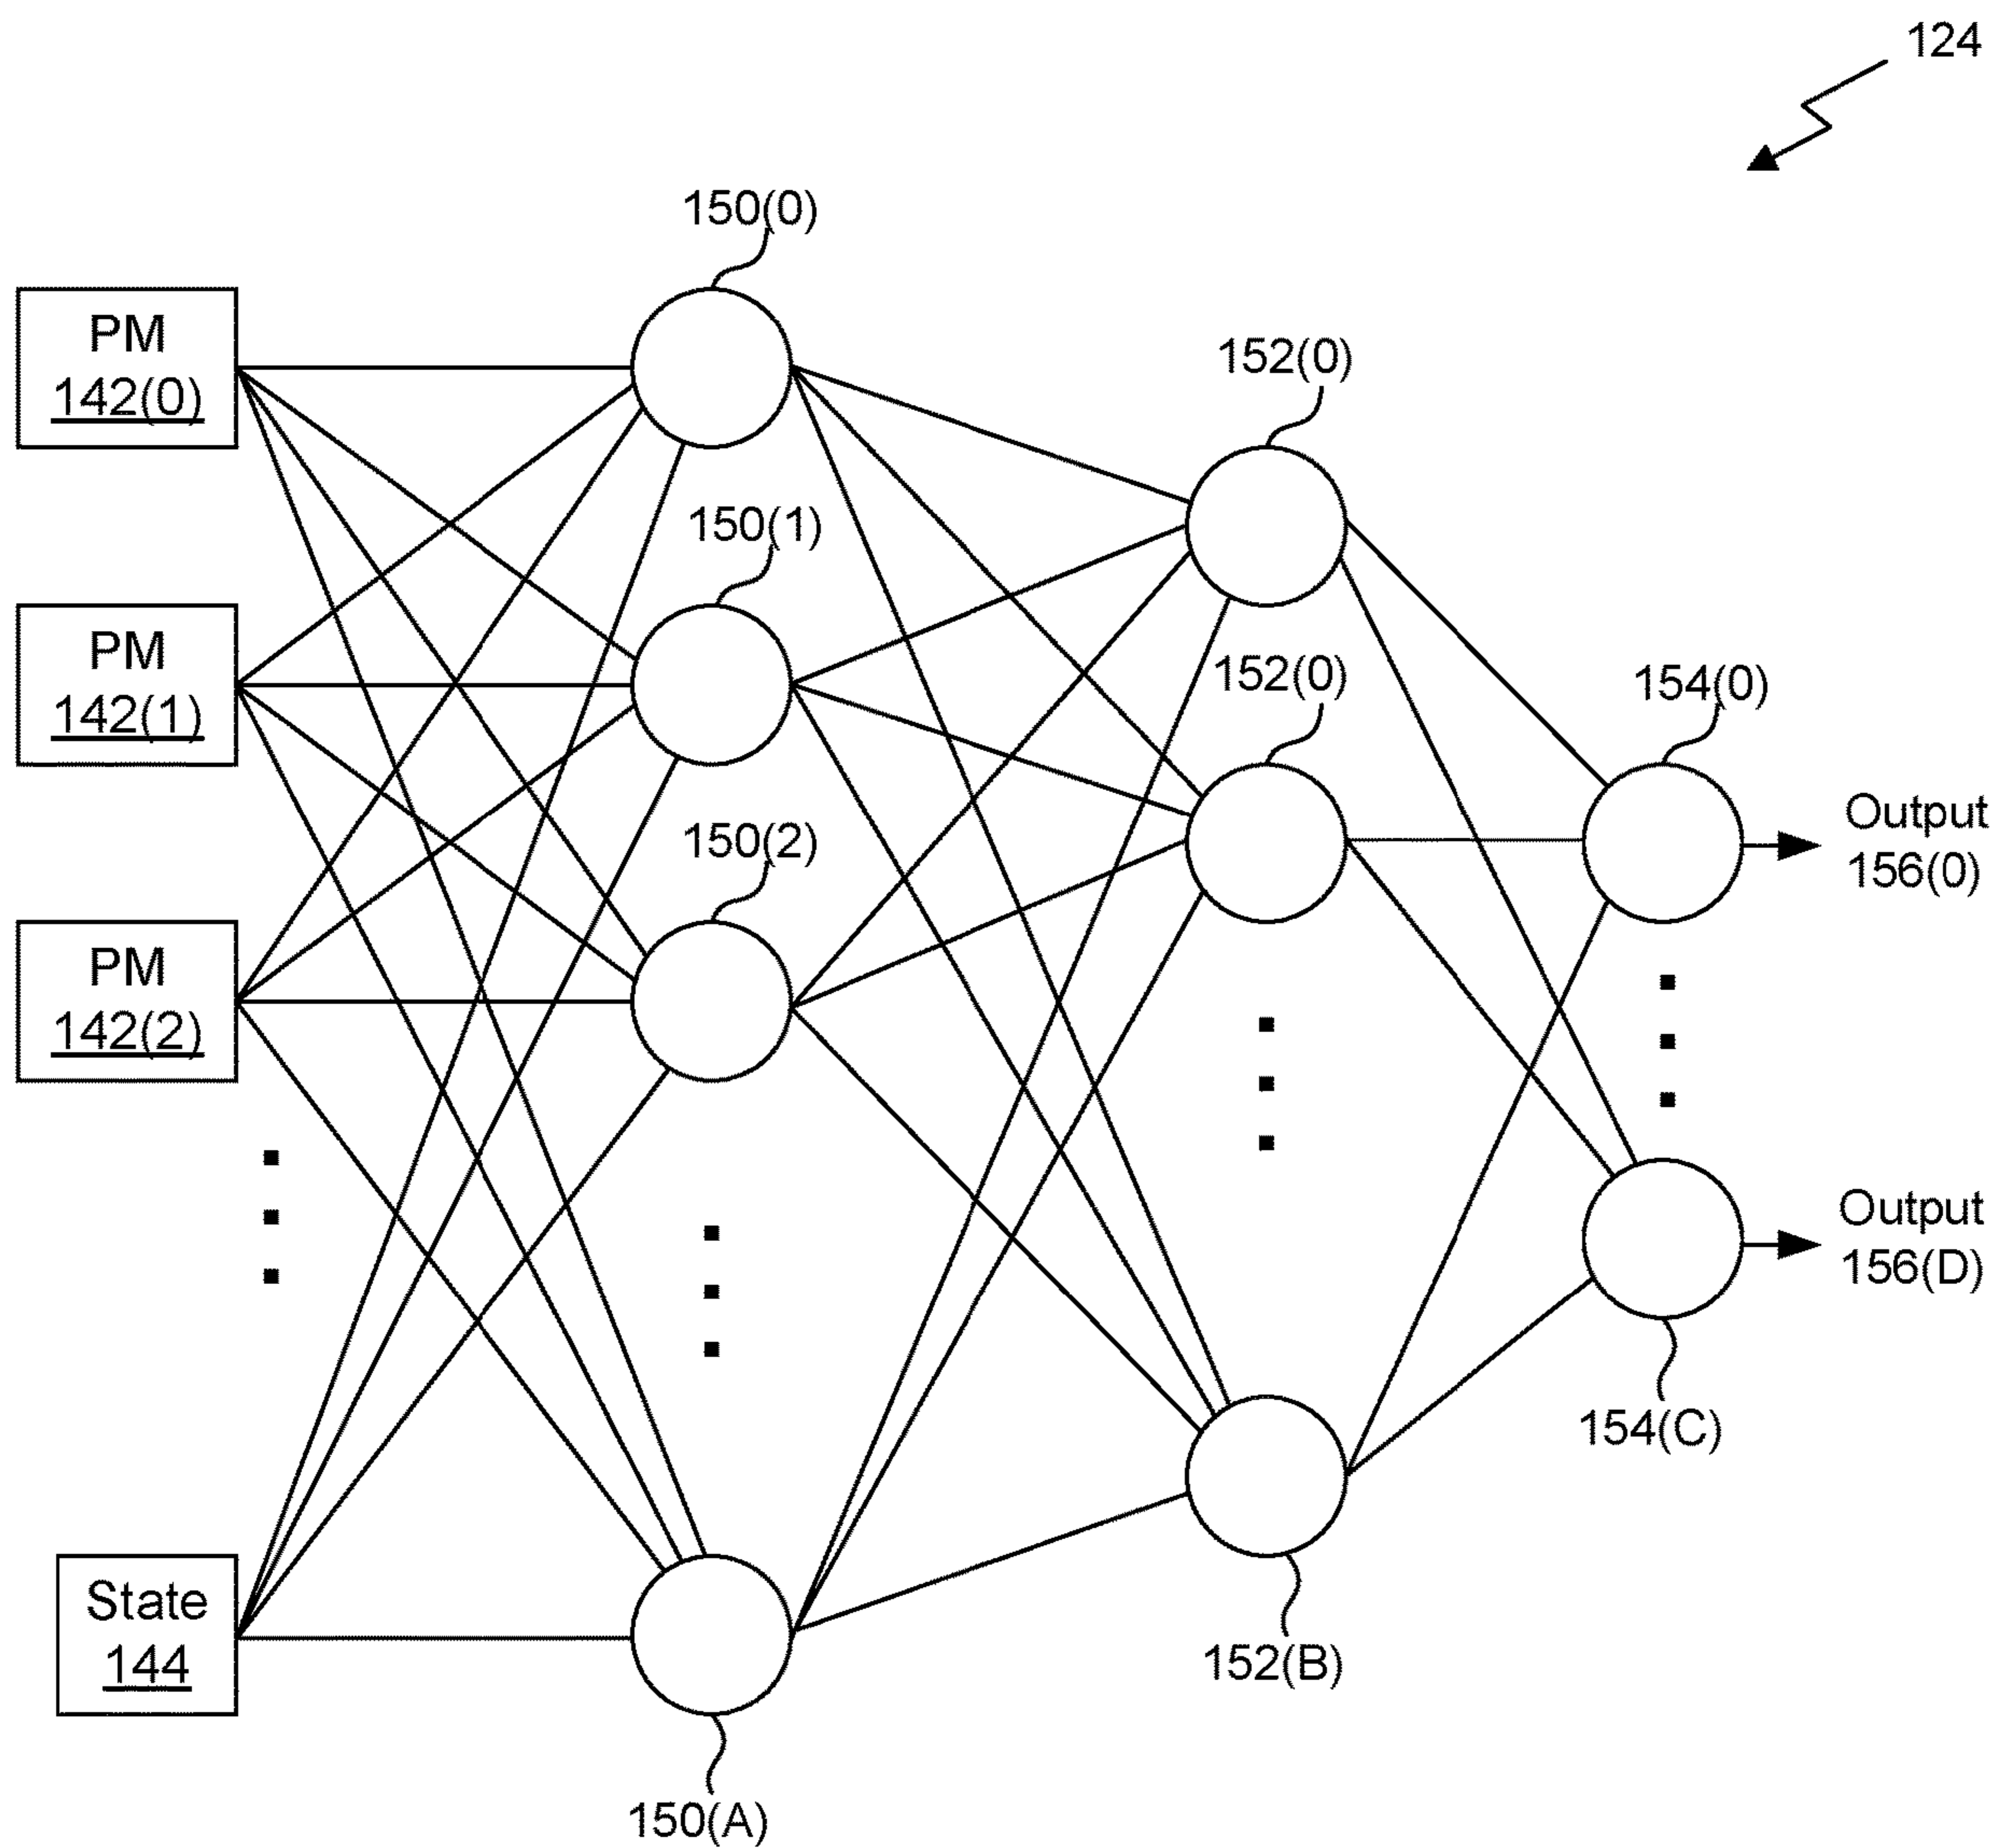 124
150(0)
PM
142(0)
152(0)
150(1)
PM
142(1)
152(0)
154(0)
Output
156(0)
150(2)
PM
142(2)
Output
156(D)
154(C)
State
144
152(B)
150(A)